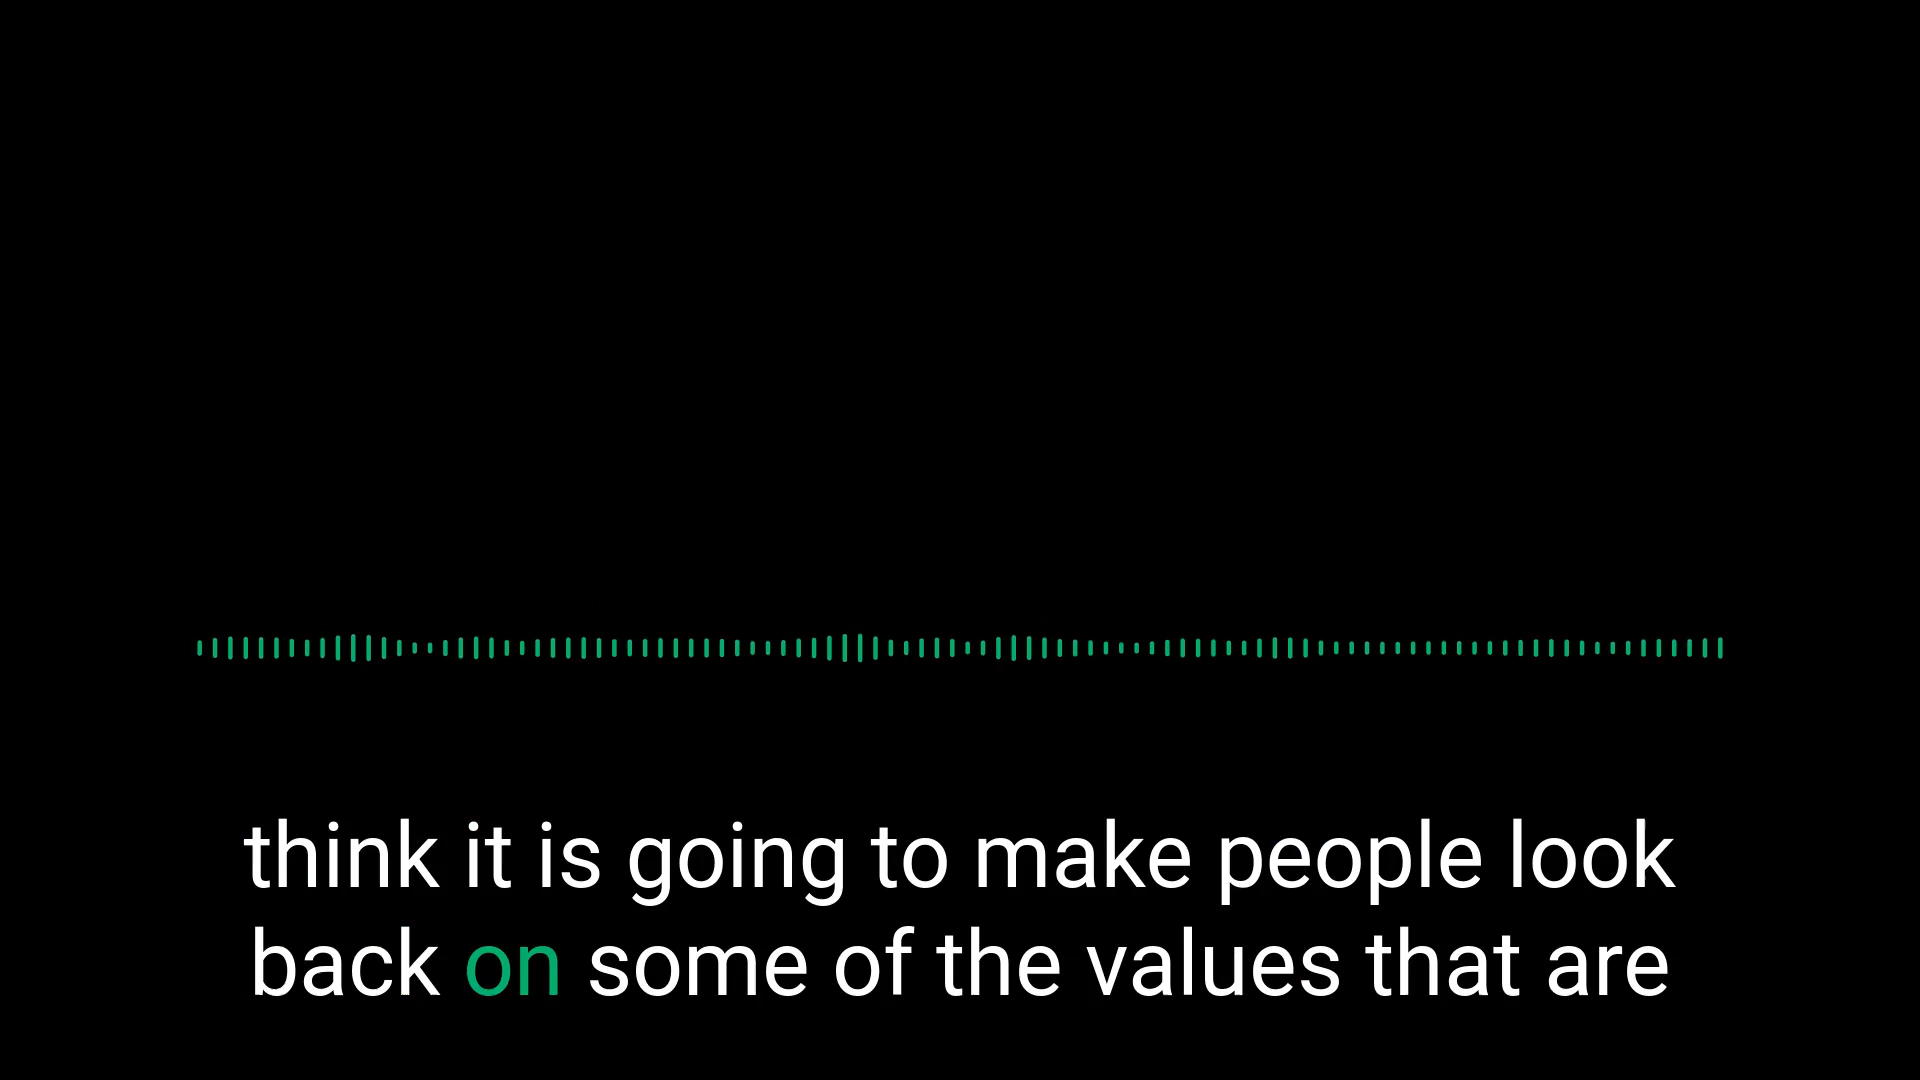 think it is going to make people look
back on some of the values that are